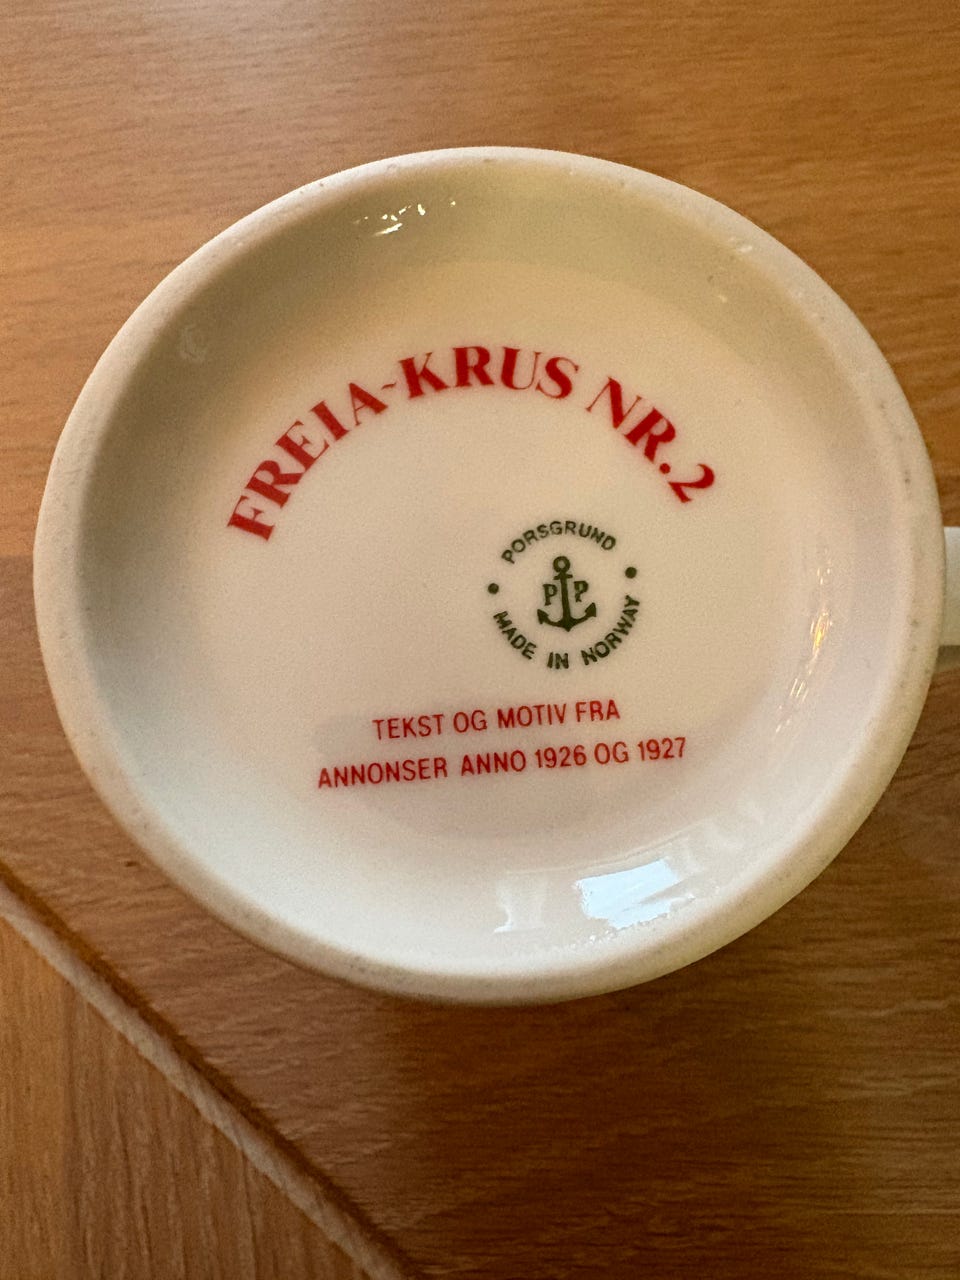 FREIA-KRUS NR.2
PORSGRUND
PP
MADE IN NORWAY
TEKST OG MOTIV FRA
ANNONSER ANNO 1926 OG 1927